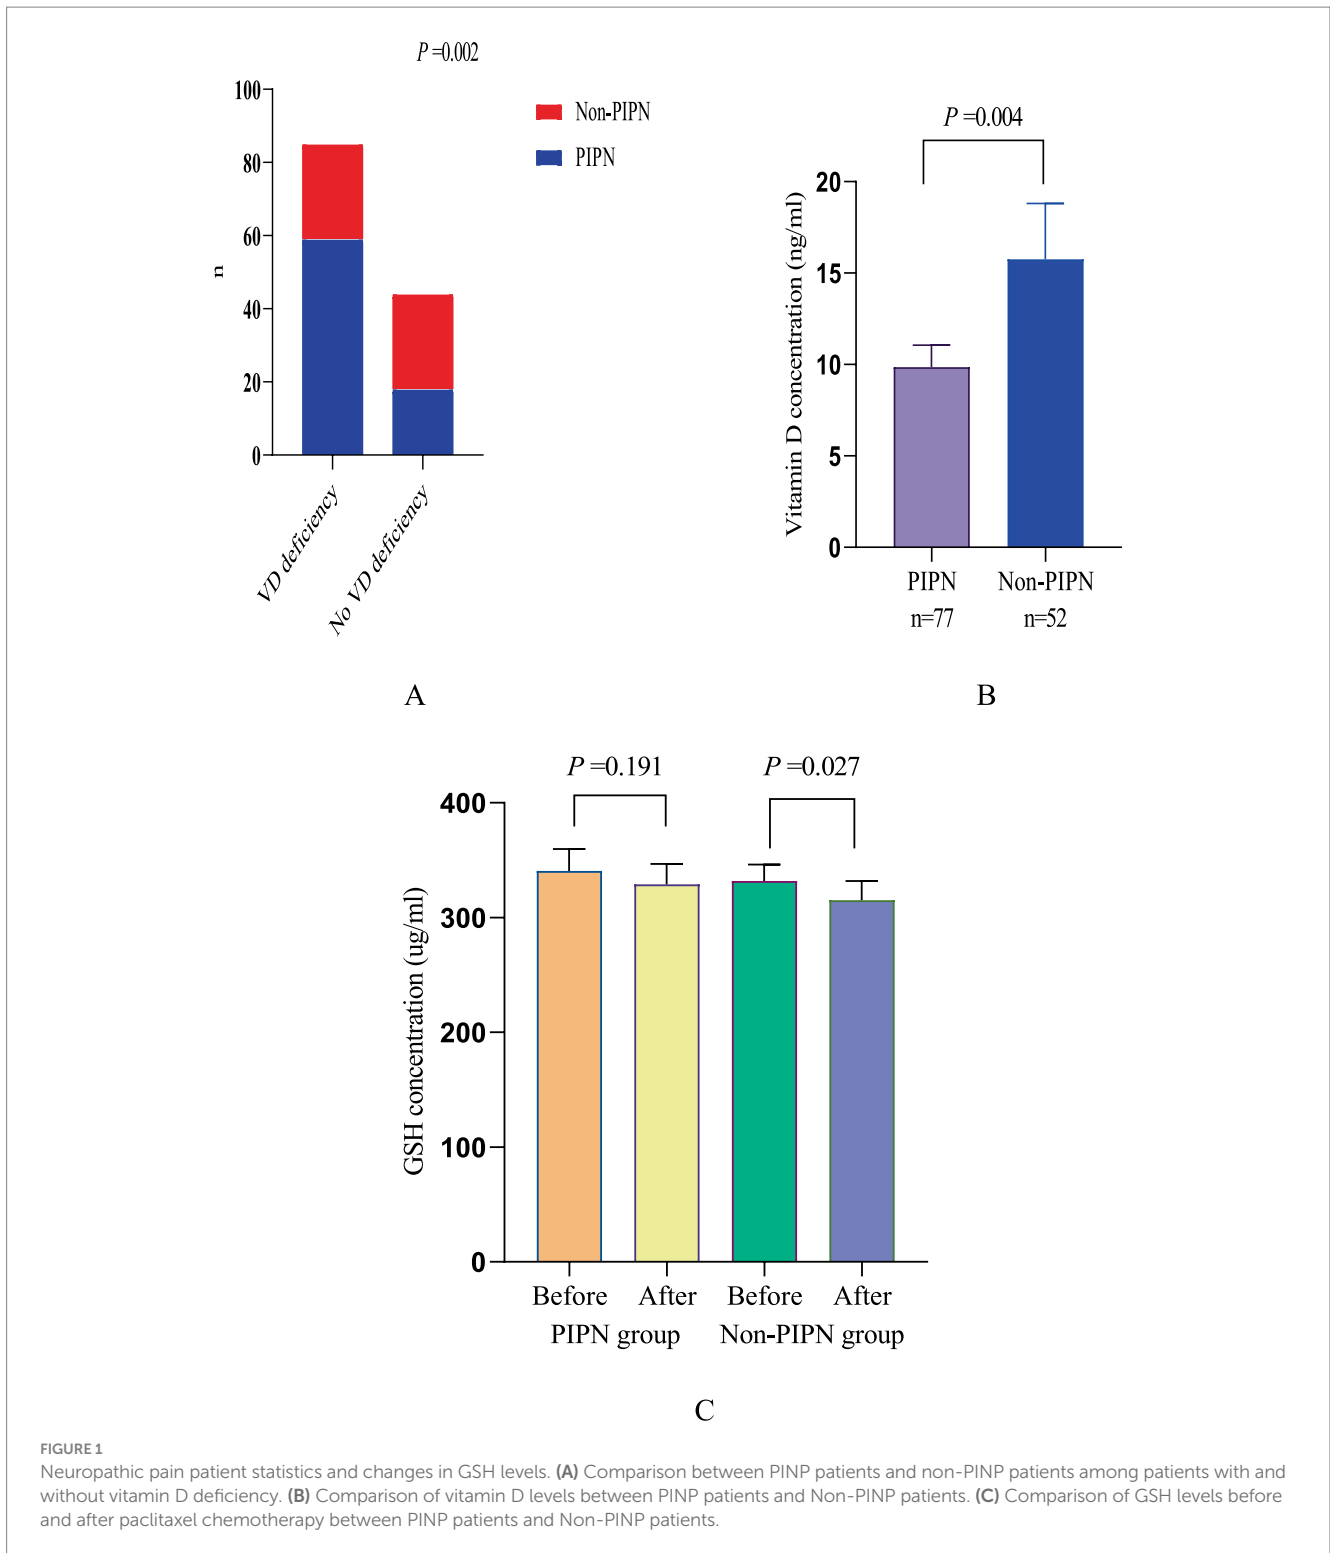 P =0.002
100
80
60
40
20
0
n
Non-PIPN
PIPN
VD deficiency
No VD deficiency
A
P =0.004
20
15
10
5
0
Vitamin D concentration (ng/ml)
PIPN
Non-PIPN
n=77
n=52
B
P =0.191
P =0.027
400
300
200
100
0
GSH concentration (ug/ml)
Before After Before After
PIPN group Non-PIPN group
C
FIGURE 1
Neuropathic pain patient statistics and changes in GSH levels. (A) Comparison between PINP patients and non-PINP patients among patients with and
without vitamin D deficiency. (B) Comparison of vitamin D levels between PINP patients and Non-PINP patients. (C) Comparison of GSH levels before
and after paclitaxel chemotherapy between PINP patients and Non-PINP patients.